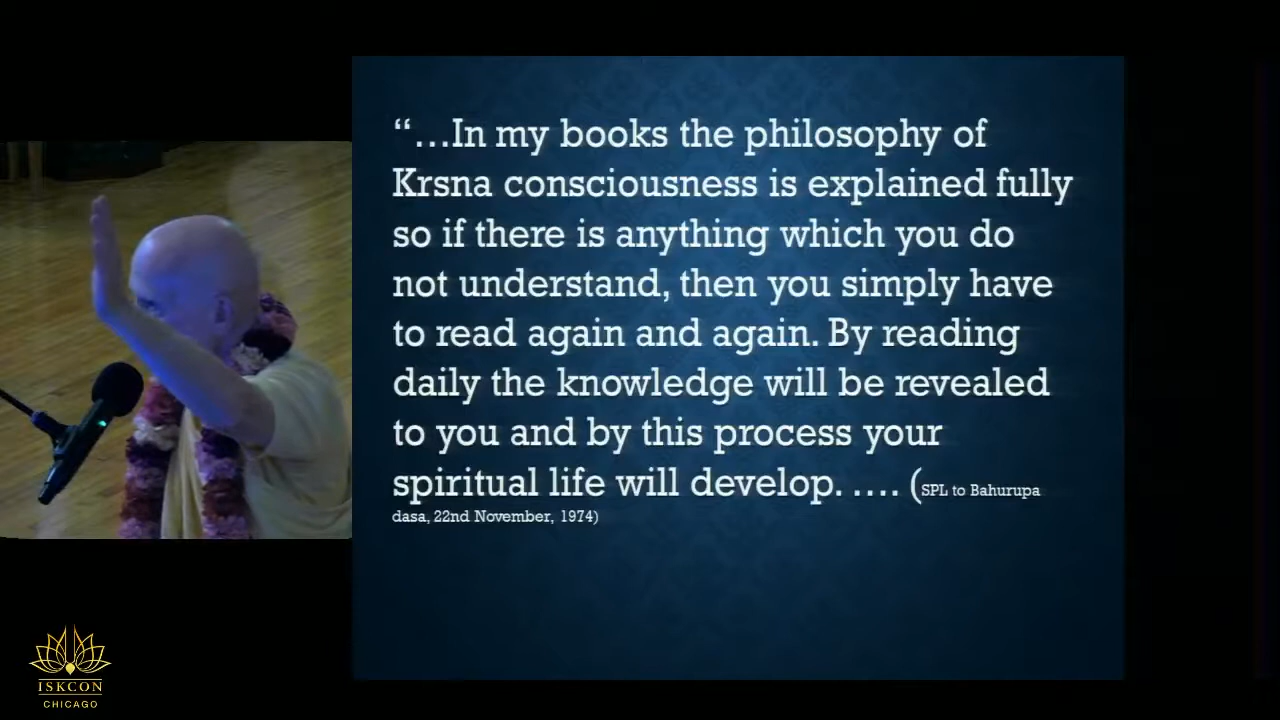 “…In my books the philosophy of
Krsna consciousness is explained fully
so if there is anything which you do
not understand, then you simply have
to read again and again. By reading
daily the knowledge will be revealed
to you and by this process your
spiritual life will develop. …. (SPL to Bahurupa
dasa, 22nd November, 1974)
ISKCON
CHICAGO